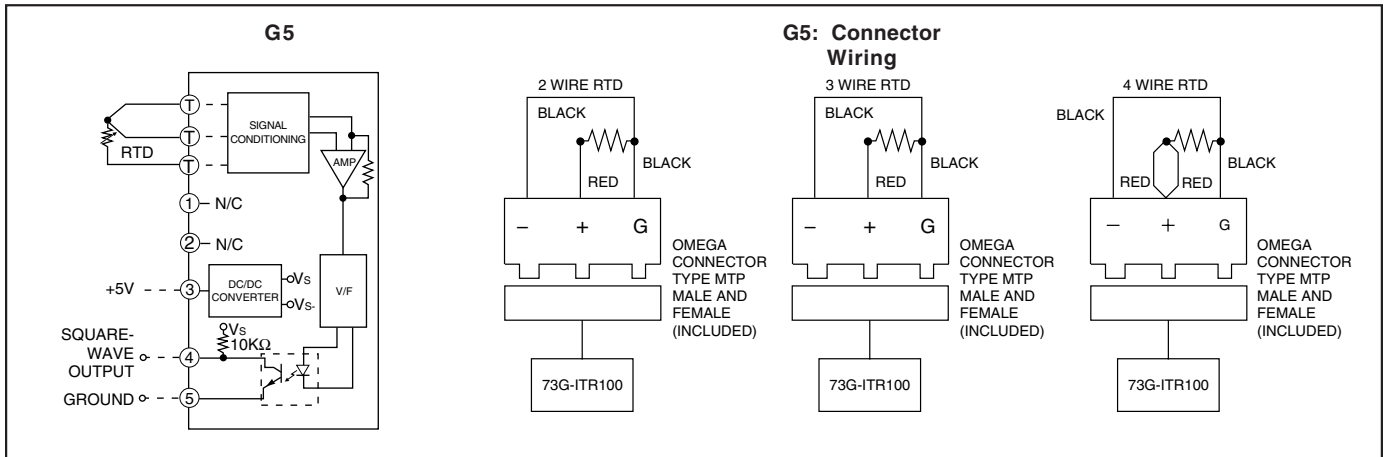 G5
T
T
T
RTD
SIGNAL
CONDITIONING
AMP
1
N/C
2
N/C
+5V
3
DC/DC
CONVERTER
VS
VS-
V/F
VS
10KΩ
SQUARE-
WAVE
OUTPUT
4
GROUND
5
G5: Connector
Wiring
2 WIRE RTD
BLACK
BLACK
RED
− + G
OMEGA
CONNECTOR
TYPE MTP
MALE AND
FEMALE
(INCLUDED)
73G-ITR100
3 WIRE RTD
BLACK
BLACK
RED
− + G
OMEGA
CONNECTOR
TYPE MTP
MALE AND
FEMALE
(INCLUDED)
73G-ITR100
4 WIRE RTD
BLACK
BLACK
RED RED
− + G
OMEGA
CONNECTOR
TYPE MTP
MALE AND
FEMALE
(INCLUDED)
73G-ITR100